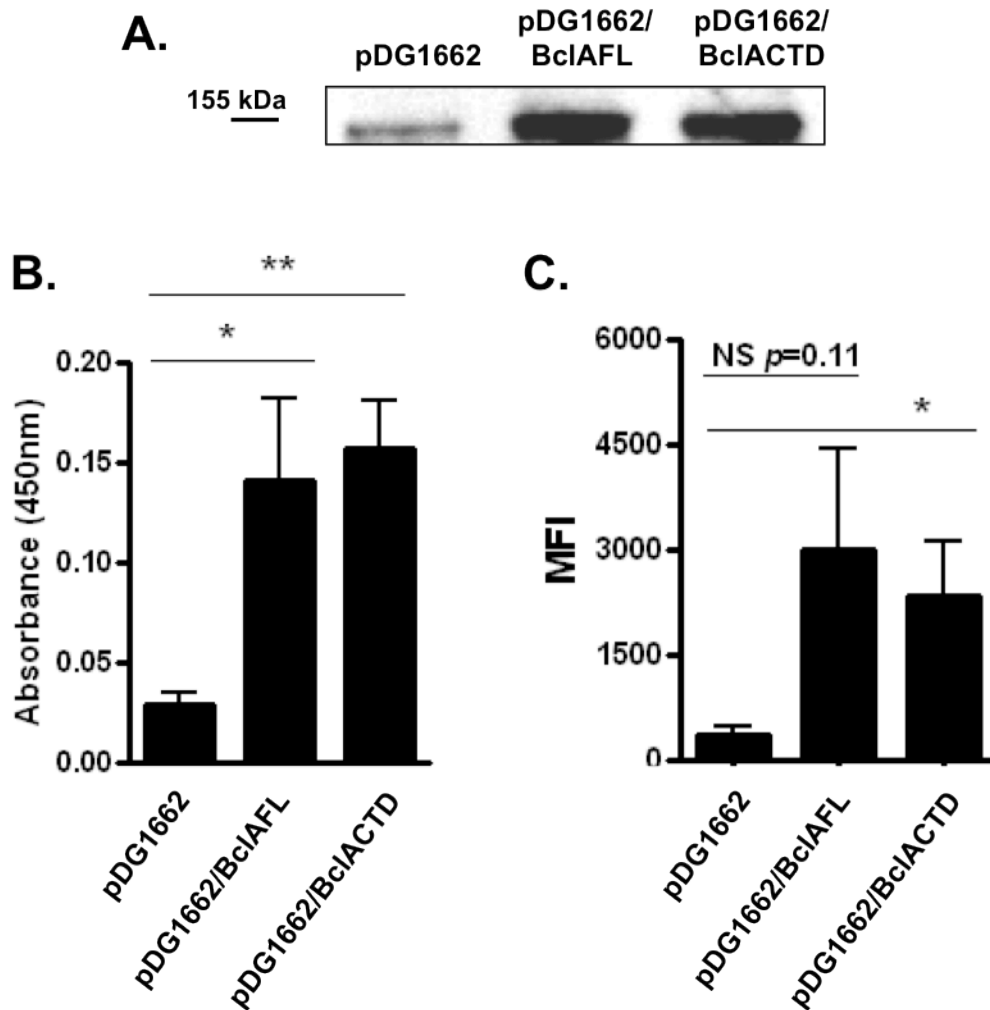 A.
pDG1662
pDG1662/
BclAFL
pDG1662/
BclACTD
155 kDa
B.
**
*
0.20
0.15
0.10
0.05
0.00
Absorbance (450nm)
pDG1662
pDG1662/BclAFL
pDG1662/BclACTD
C.
NS p=0.11
*
6000
4500
3000
1500
0
MFI
pDG1662
pDG1662/BclAFL
pDG1662/BclACTD